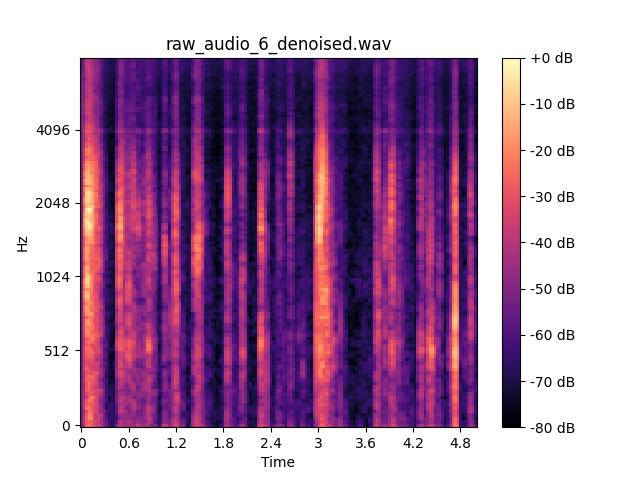 raw_audio_6_denoised.wav
Hz
4096
2048
1024
512
0
0 0.6 1.2 1.8 2.4 3 3.6 4.2 4.8
Time
+0 dB
-10 dB
-20 dB
-30 dB
-40 dB
-50 dB
-60 dB
-70 dB
-80 dB